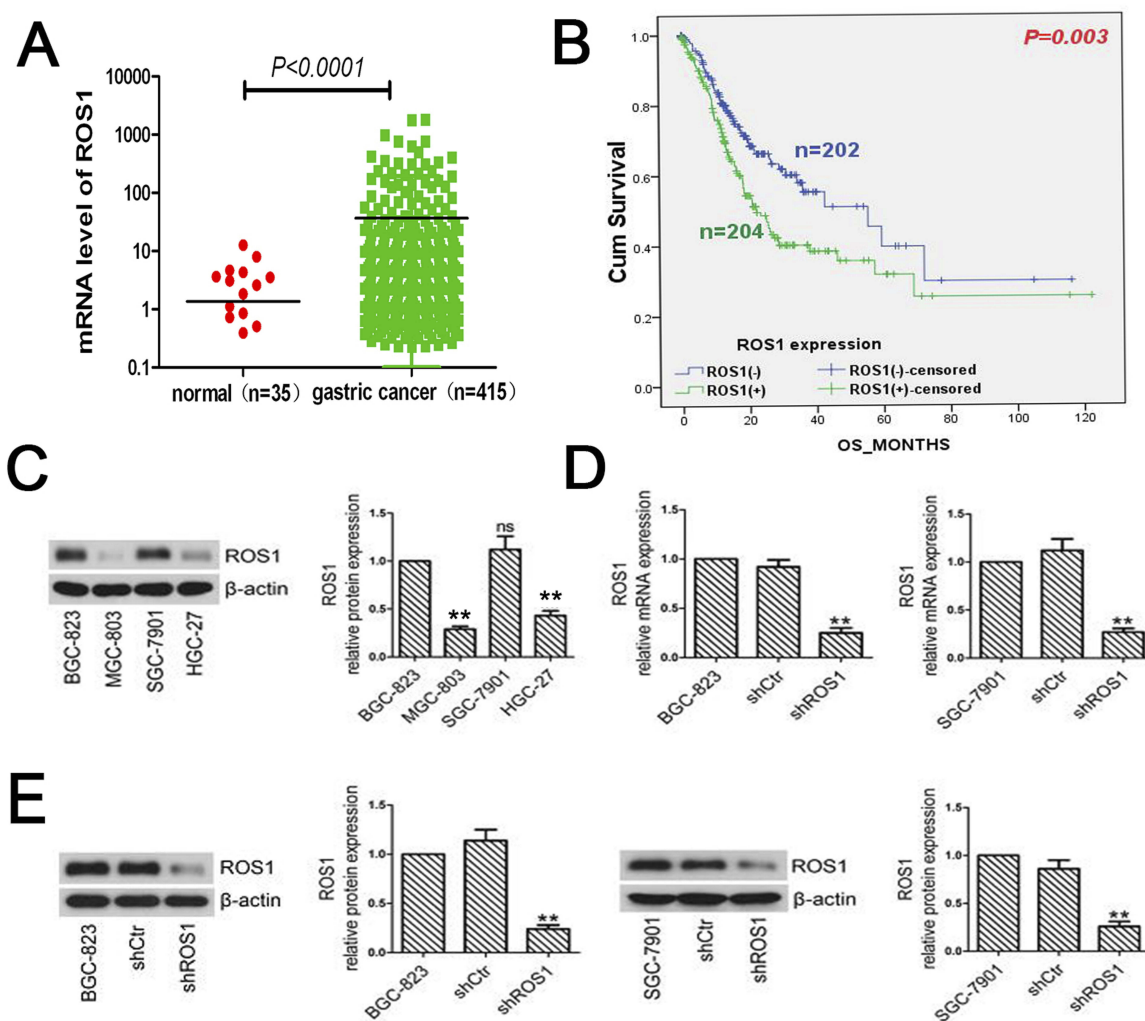 A
P<0.0001
mRNA level of ROS1
10000
1000
100
10
1
0.1
normal (n=35) gastric cancer (n=415)
B
P=0.003
Cum Survival
1.0
0.8
0.6
0.4
0.2
0.0
n=202
n=204
ROS1 expression
ROS1(-) ROS1(-)-censored
ROS1(+) ROS1(+)-censored
0 20 40 60 80 100 120
OS_MONTHS
C
ROS1
β-actin
BGC-823
MGC-803
SGC-7901
HGC-27
ROS1
relative protein expression
1.5
1.0
0.5
0.0
**
ns
**
BGC-823
MGC-803
SGC-7901
HGC-27
D
ROS1
relative mRNA expression
1.5
1.0
0.5
0.0
**
BGC-823
shCtr
shROS1
ROS1
relative mRNA expression
1.5
1.0
0.5
0.0
**
SGC-7901
shCtr
shROS1
E
ROS1
β-actin
BGC-823
shCtr
shROS1
ROS1
relative protein expression
1.5
1.0
0.5
0.0
**
BGC-823
shCtr
shROS1
ROS1
β-actin
SGC-7901
shCtr
shROS1
ROS1
relative protein expression
1.5
1.0
0.5
0.0
**
SGC-7901
shCtr
shROS1